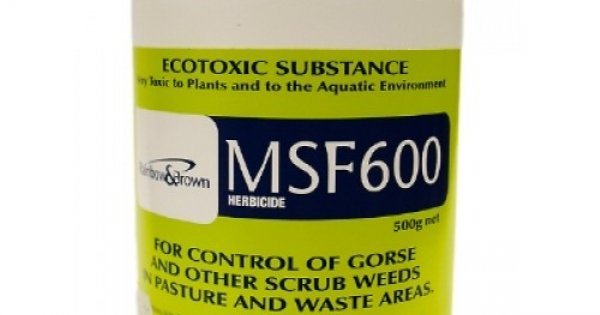 ECOTOXIC SUBSTANCE
Toxic to Plants and to the Aquatic Environment
Rainbow&Brown
MSF600
HERBICIDE
500g net
FOR CONTROL OF GORSE
AND OTHER SCRUB WEEDS
IN PASTURE AND WASTE AREAS.